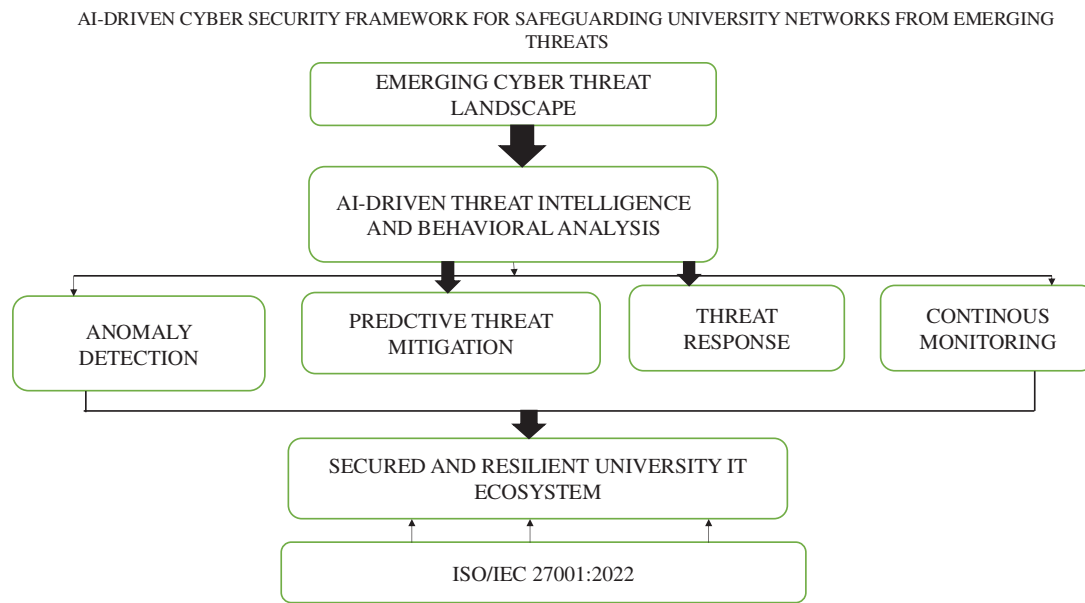 AI-DRIVEN CYBER SECURITY FRAMEWORK FOR SAFEGUARDING UNIVERSITY NETWORKS FROM EMERGING
THREATS
EMERGING CYBER THREAT
LANDSCAPE
AI-DRIVEN THREAT INTELLIGENCE
AND BEHAVIORAL ANALYSIS
ANOMALY
DETECTION
PREDCTIVE THREAT
MITIGATION
THREAT
RESPONSE
CONTINOUS
MONITORING
SECURED AND RESILIENT UNIVERSITY IT
ECOSYSTEM
ISO/IEC 27001:2022